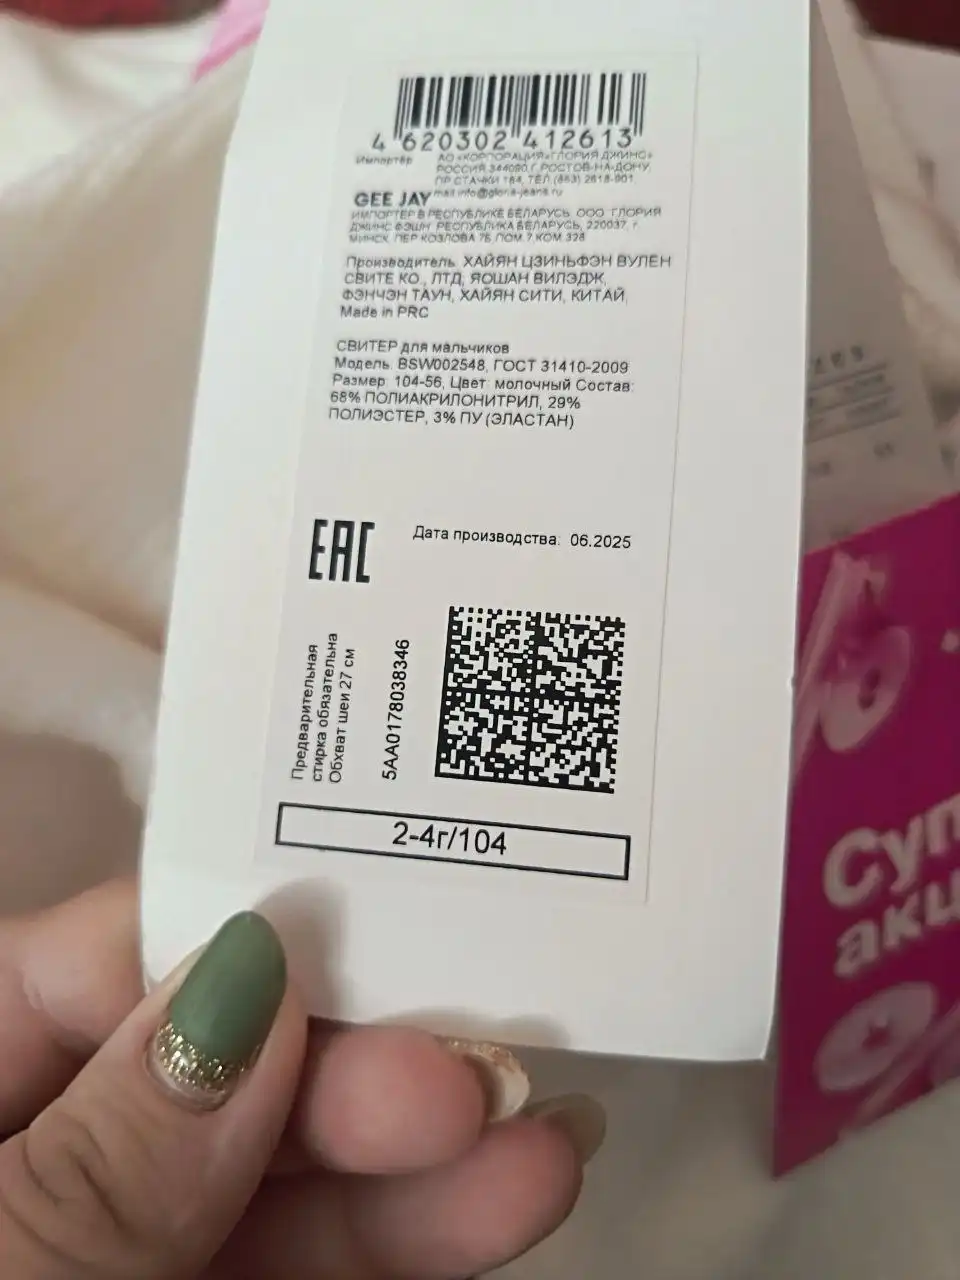 4 620302 412613
Импортёр АО «КОРПОРАЦИЯ «ГЛОРИЯ ДЖИНС»
РОССИЯ 344090, Г. РОСТОВ-НА-ДОНУ,
ПР. СТАЧКИ 184, ТЕЛ. (863) 2618-901,
mail info@gloria-jeans.ru
GEE JAY
ИМПОРТЕР В РЕСПУБЛИКЕ БЕЛАРУСЬ: ООО ГЛОРИЯ
ДЖИНС ФЭШН, РЕСПУБЛИКА БЕЛАРУСЬ, 220037, г.
МИНСК, ПЕР КОЗЛОВА 7Б, ПОМ. 7, КОМ. 328
Производитель: ХАЙЯН ЦЗИНЬФЭН ВУЛЕН
СВИТЕ КО., ЛТД, ЯОШАН ВИЛЭДЖ,
ФЭНЧЭН ТАУН, ХАЙЯН СИТИ, КИТАЙ,
Made in PRC
СВИТЕР для мальчиков
Модель: BSW002548, ГОСТ 31410-2009
Размер: 104-56, Цвет: молочный Состав:
68% ПОЛИАКРИЛОНИТРИЛ, 29%
ПОЛИЭСТЕР, 3% ПУ (ЭЛАСТАН)
EAC
Дата производства: 06.2025
Предварительная
стирка обязательна
Обхват шеи 27 см
5AA0178038346
2-4г/104
Суп
акц
%